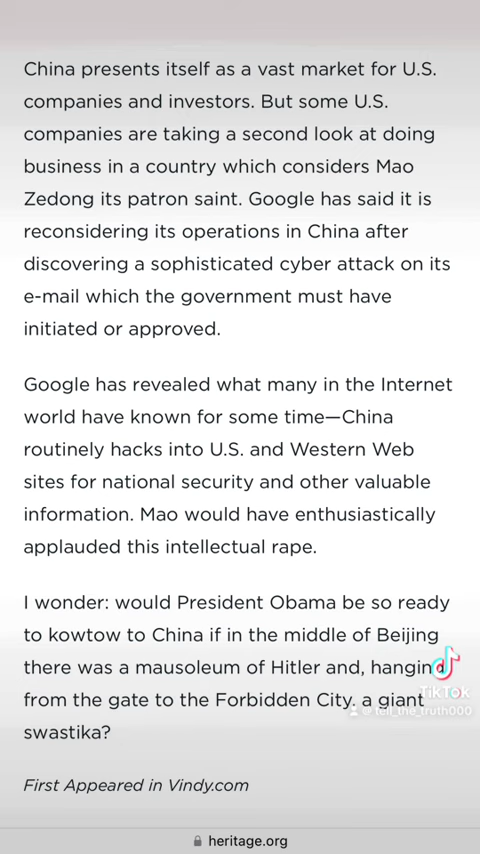 China presents itself as a vast market for U.S.
companies and investors. But some U.S.
companies are taking a second look at doing
business in a country which considers Mao
Zedong its patron saint. Google has said it is
reconsidering its operations in China after
discovering a sophisticated cyber attack on its
e-mail which the government must have
initiated or approved.
Google has revealed what many in the Internet
world have known for some time—China
routinely hacks into U.S. and Western Web
sites for national security and other valuable
information. Mao would have enthusiastically
applauded this intellectual rape.
I wonder: would President Obama be so ready
to kowtow to China if in the middle of Beijing
there was a mausoleum of Hitler and, hanging
from the gate to the Forbidden City, a giant
swastika?
TikTok
@tell_the_truth000
First Appeared in Vindy.com
heritage.org